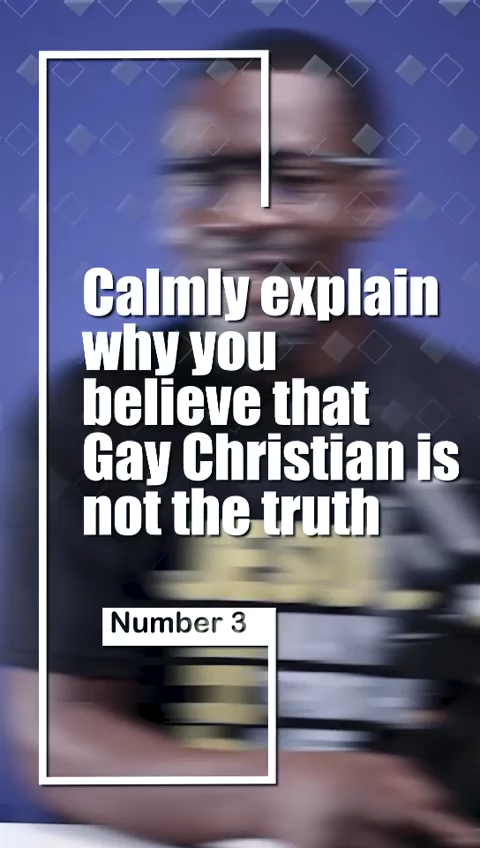 Calmly explain
why you
believe that
Gay Christian is
not the truth
Number 3